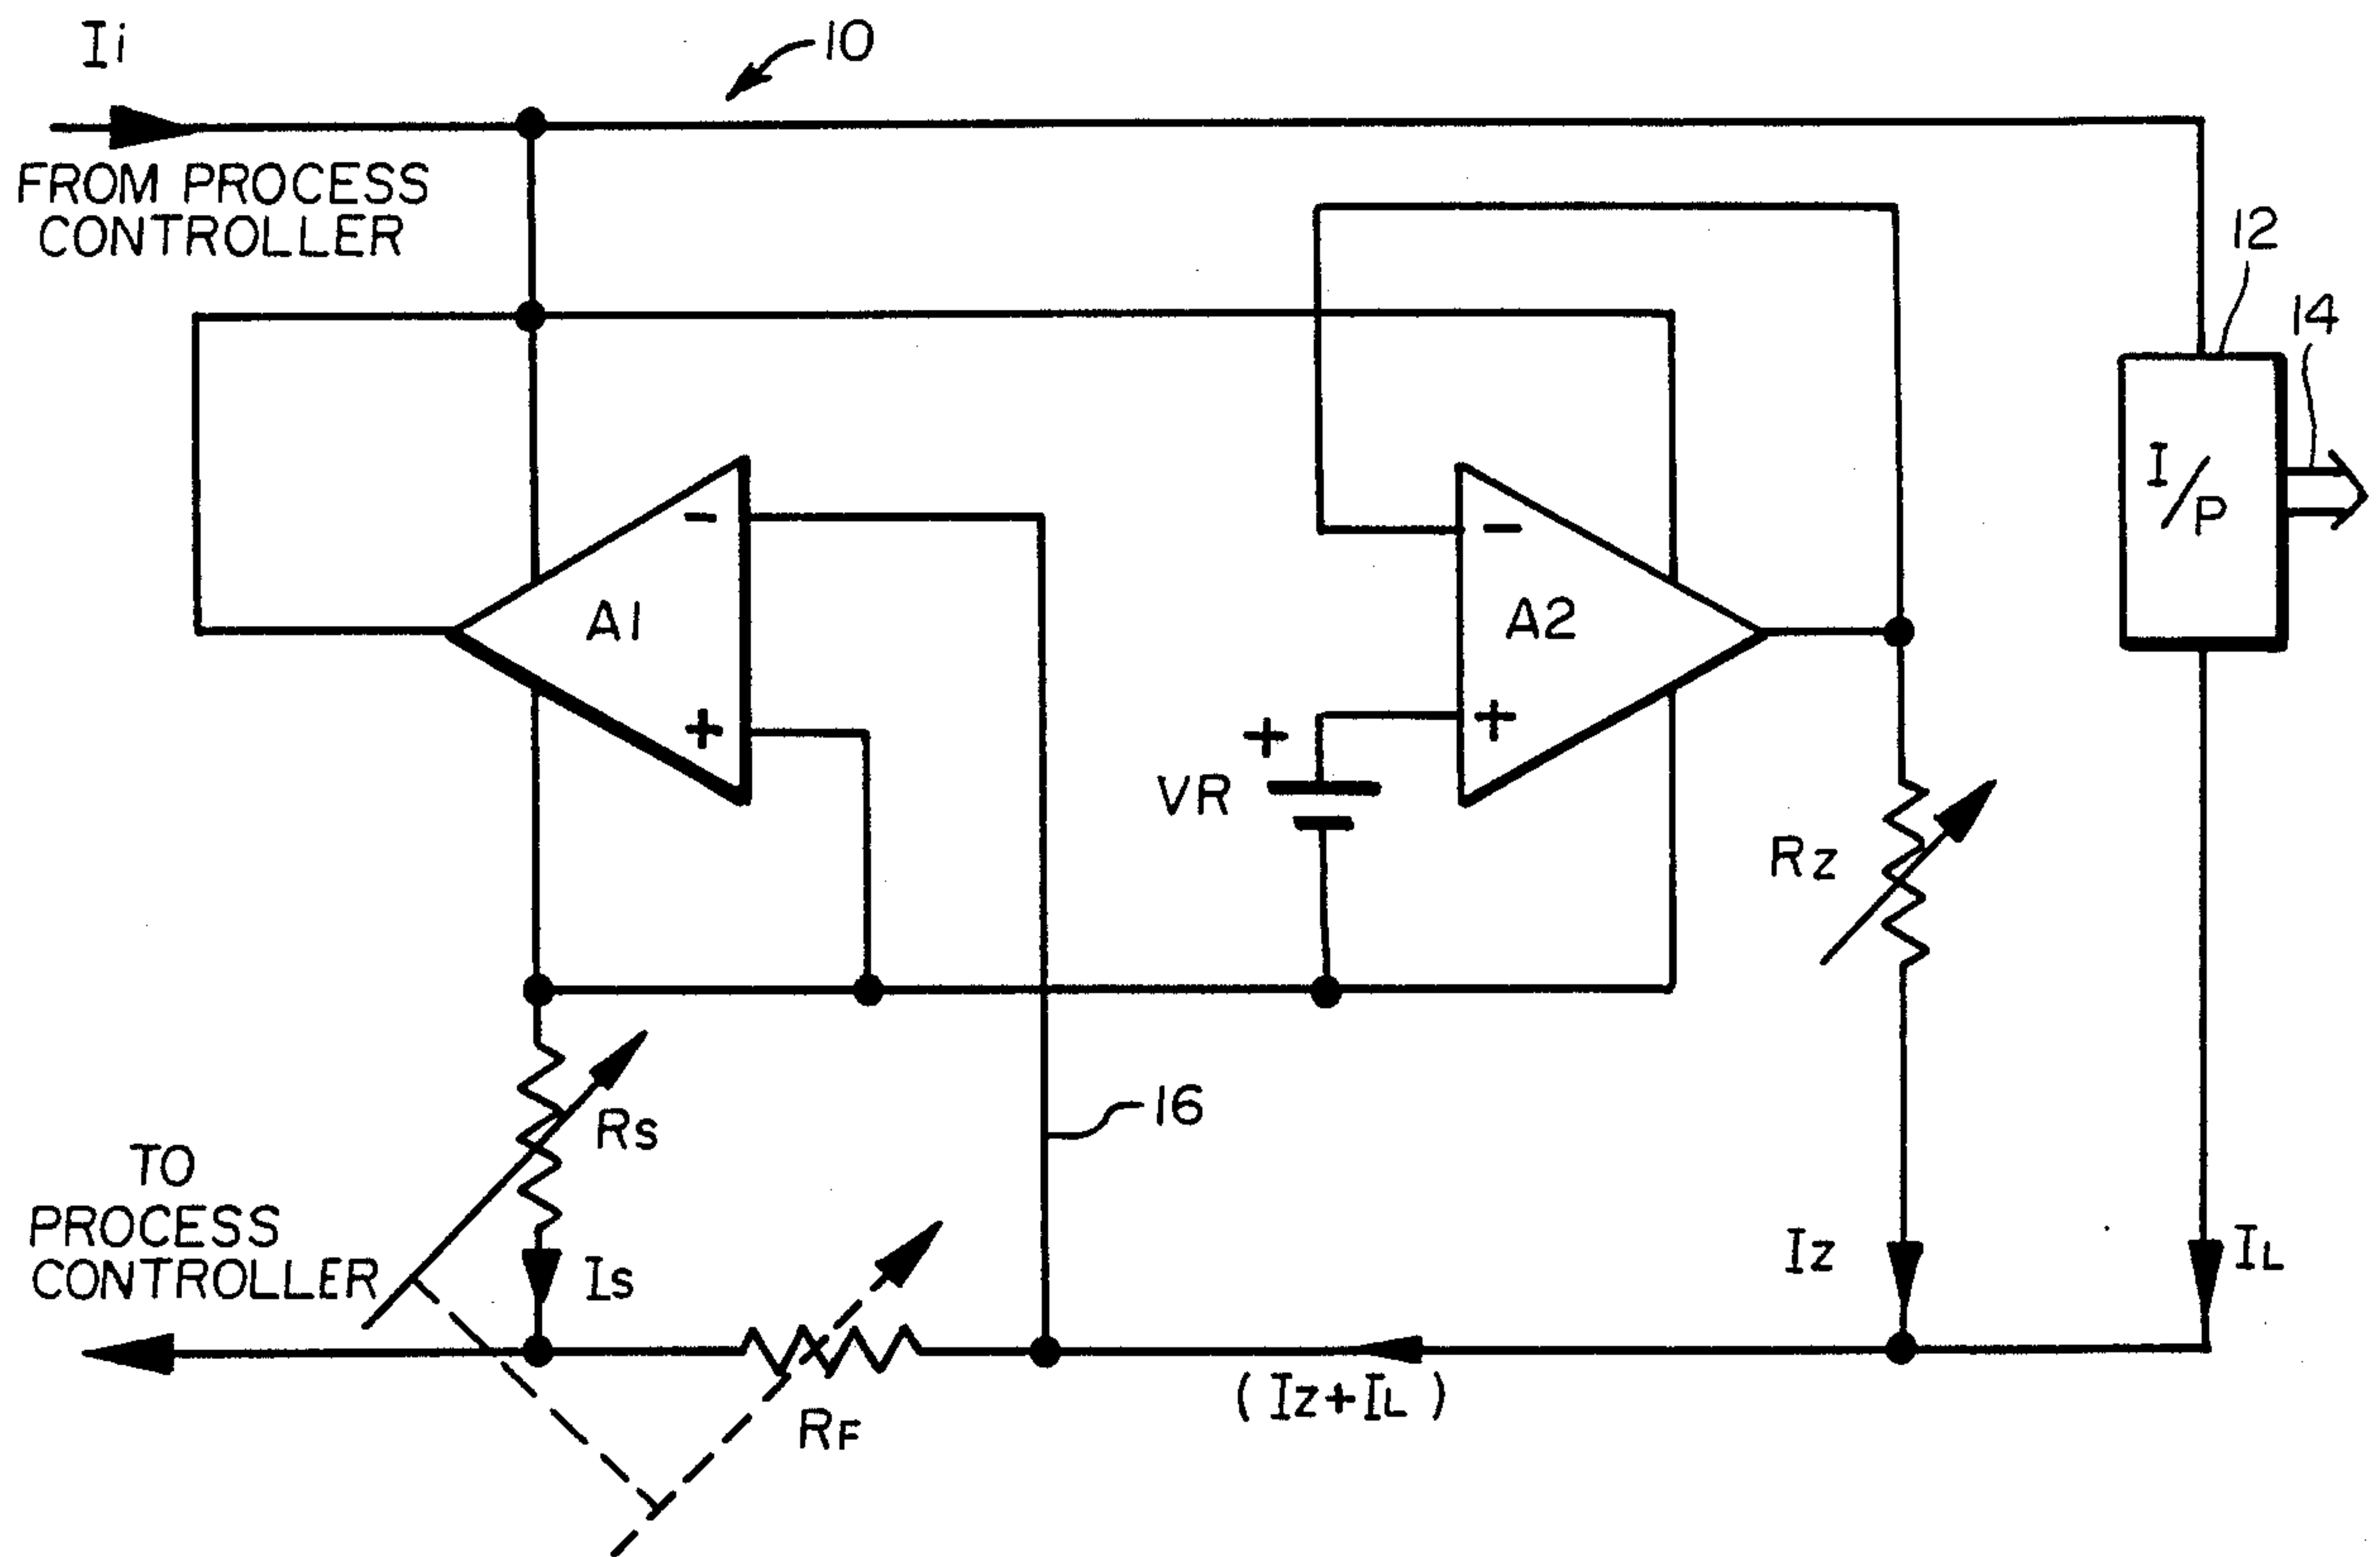 Ii
10
FROM PROCESS
CONTROLLER
12
14
I/P
-
A1
+
-
A2
+
+
VR
Rz
Rs
16
TO
PROCESS
CONTROLLER
Is
Iz
IL
(Iz+IL)
RF